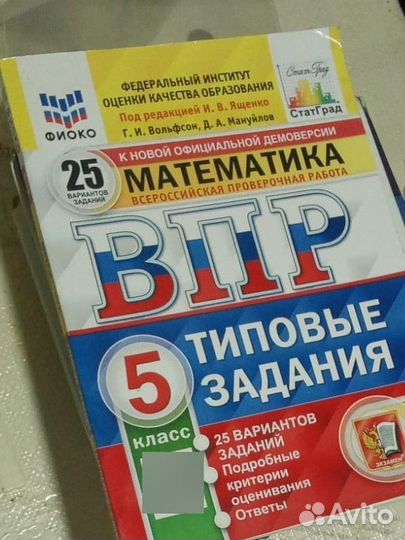 ФЕДЕРАЛЬНЫЙ ИНСТИТУТ
ОЦЕНКИ КАЧЕСТВА ОБРАЗОВАНИЯ
Под редакцией И. В. Ященко
Г. И. Вольфсон, Д. А. Мануйлов
ФИОКО
СтатГрад
СтатГрад
К НОВОЙ ОФИЦИАЛЬНОЙ ДЕМОВЕРСИИ
25
ВАРИАНТОВ
ЗАДАНИЙ
МАТЕМАТИКА
ВСЕРОССИЙСКАЯ ПРОВЕРОЧНАЯ РАБОТА
ВПР
5
класс
ТИПОВЫЕ
ЗАДАНИЯ
25 ВАРИАНТОВ
ЗАДАНИЙ
Подробные
критерии
оценивания
Ответы
ЭКЗАМЕН
Avito